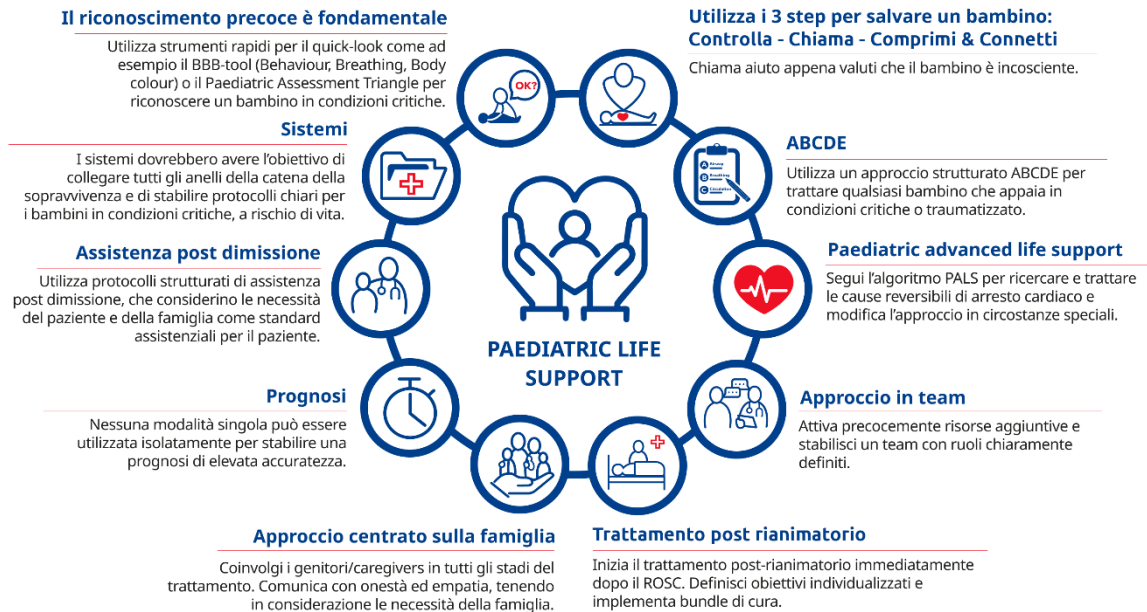 Il riconoscimento precoce è fondamentale
Utilizza strumenti rapidi per il quick-look come ad
esempio il BBB-tool (Behaviour, Breathing, Body
colour) o il Paediatric Assessment Triangle per
riconoscere un bambino in condizioni critiche.
OK?
Utilizza i 3 step per salvare un bambino:
Controlla - Chiama - Comprimi & Connetti
Chiama aiuto appena valuti che il bambino è incosciente.
Sistemi
I sistemi dovrebbero avere l'obiettivo di
collegare tutti gli anelli della catena della
sopravvivenza e di stabilire protocolli chiari per
i bambini in condizioni critiche, a rischio di vita.
A Airway
B Breathing
C Circulation
ABCDE
Utilizza un approccio strutturato ABCDE per
trattare qualsiasi bambino che appaia in
condizioni critiche o traumatizzato.
Assistenza post dimissione
Utilizza protocolli strutturati di assistenza
post dimissione, che considerino le necessità
del paziente e della famiglia come standard
assistenziali per il paziente.
Paediatric advanced life support
Segui l'algoritmo PALS per ricercare e trattare
le cause reversibili di arresto cardiaco e
modifica l'approccio in circostanze speciali.
PAEDIATRIC LIFE
SUPPORT
Prognosi
Nessuna modalità singola può essere
utilizzata isolatamente per stabilire una
prognosi di elevata accuratezza.
Approccio in team
Attiva precocemente risorse aggiuntive e
stabilisci un team con ruoli chiaramente
definiti.
Approccio centrato sulla famiglia
Coinvolgi i genitori/caregivers in tutti gli stadi del
trattamento. Comunica con onestà ed empatia, tenendo
in considerazione le necessità della famiglia.
Trattamento post rianimatorio
Inizia il trattamento post-rianimatorio immediatamente
dopo il ROSC. Definisci obiettivi individualizzati e
implementa bundle di cura.